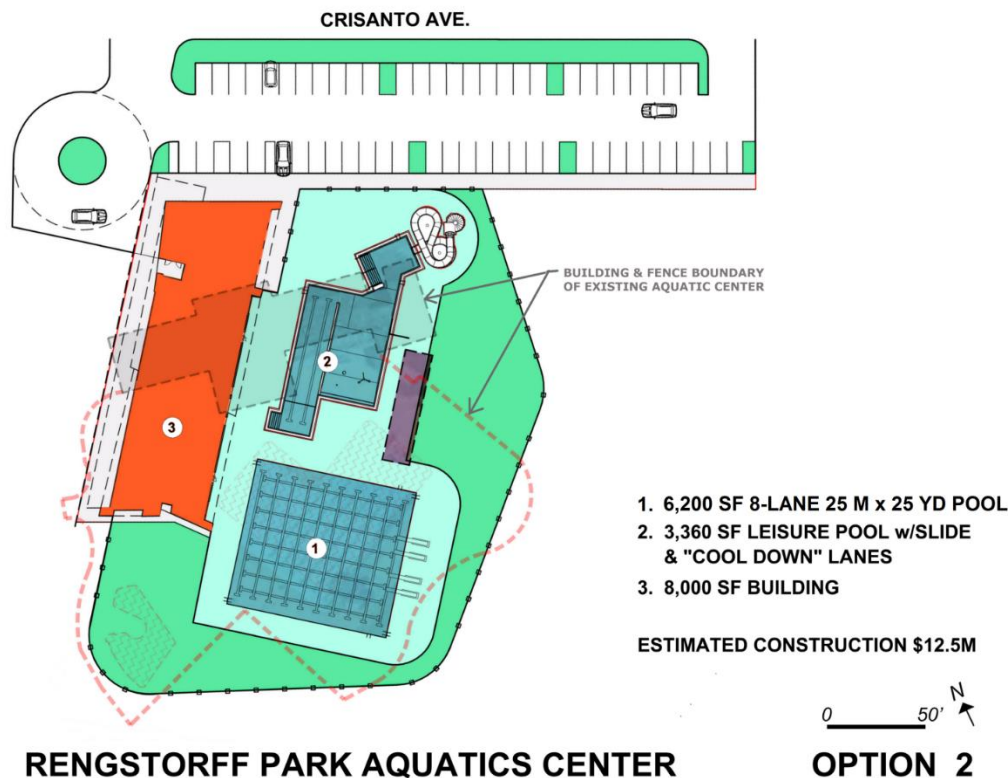 CRISANTO AVE.
BUILDING & FENCE BOUNDARY
OF EXISTING AQUATIC CENTER
2
3
1
1. 6,200 SF 8-LANE 25 M x 25 YD POOL
2. 3,360 SF LEISURE POOL w/SLIDE
& "COOL DOWN" LANES
3. 8,000 SF BUILDING
ESTIMATED CONSTRUCTION $12.5M
0 50' N
RENGSTORFF PARK AQUATICS CENTER OPTION 2